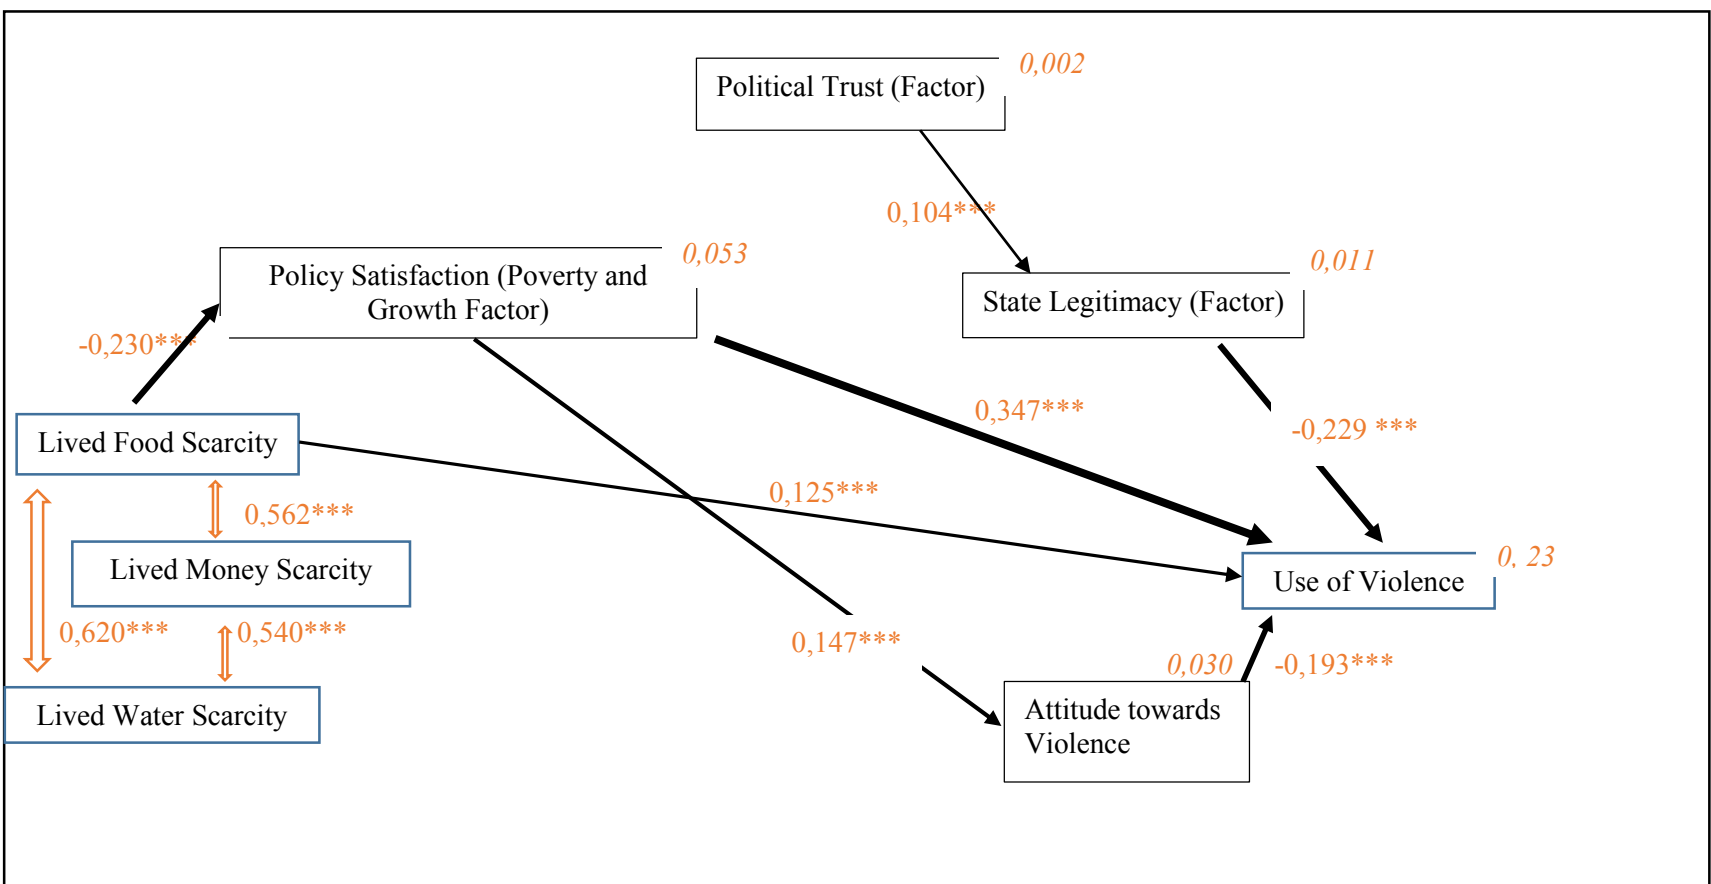 Political Trust (Factor)
0,002
0,104***
Policy Satisfaction (Poverty and
Growth Factor)
0,053
State Legitimacy (Factor)
0,011
-0,230***
0,347***
-0,229 ***
Lived Food Scarcity
0,125***
0,562***
Lived Money Scarcity
Use of Violence
0, 23
0,620***
0,540***
0,147***
0,030
-0,193***
Lived Water Scarcity
Attitude towards
Violence